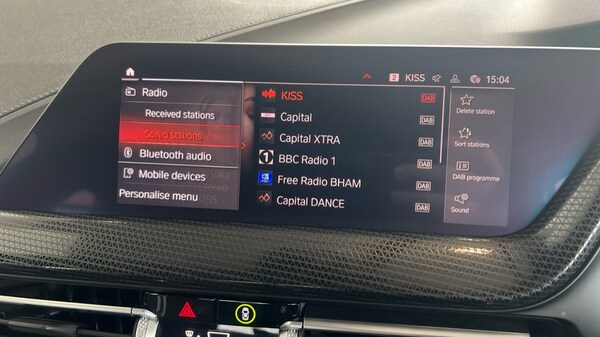 2 KISS 15:04
Radio
Received stations
Saved stations
Bluetooth audio
Mobile devices
Personalise menu
KISS DAB
Capital DAB
Capital XTRA DAB
BBC Radio 1 DAB
Free Radio BHAM DAB
Capital DANCE DAB
Delete station
Sort stations
DAB programme
Sound